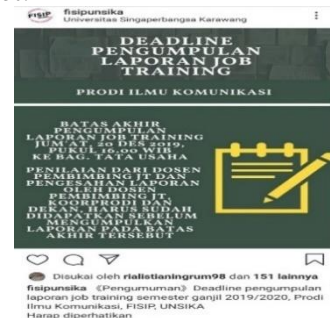 FISIP
fisipunsika
Universitas Singaperbangsa Karawang
DEADLINE
PENGUMPULAN
LAPORAN JOB
TRAINING
PRODI ILMU KOMUNIKASI
BATAS AKHIR
PENGUMPULAN
LAPORAN JOB TRAINING
JUM'AT, 20 DES 2019,
PUKUL 16.00 WIB
KE BAG. TATA USAHA
PENILAIAN DARI DOSEN
PEMBIMBING JT DAN
PENGESAHAN LAPORAN
OLEH DOSEN
PEMBIMBING JT,
KOORPRODI DAN
DEKAN, HARUS SUDAH
DIDAPATKAN SEBELUM
MENGUMPULKAN
LAPORAN PADA BATAS
AKHIR TERSEBUT
Disukai oleh rialistianingrum98 dan 151 lainnya
fisipunsika 《Pengumuman》 Deadline pengumpulan
laporan job training semester ganjil 2019/2020, Prodi
Ilmu Komunikasi, FISIP, UNSIKA
Harap diperhatikan